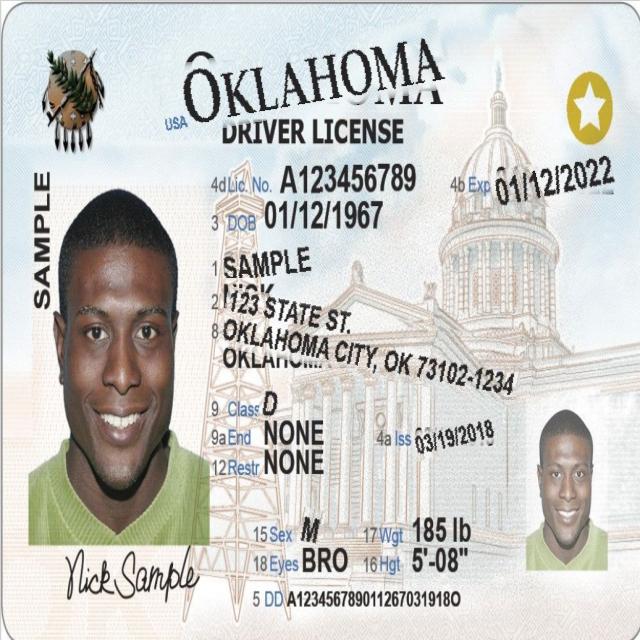 OKLAHOMA
USA
DRIVER LICENSE
4d Lic. No. A123456789
4b Exp 01/12/2022
3 DOB 01/12/1967
SAMPLE
1 SAMPLE
2
8 1123 STATE ST.
OKLAHOMA CITY, OK 73102-1234
9 Class D
9a End NONE
4a Iss 03/19/2018
12 Restr NONE
15 Sex M
17 Wgt 185 lb
18 Eyes BRO
16 Hgt 5'-08"
Nick Sample
5 DD A123456789011267031918O